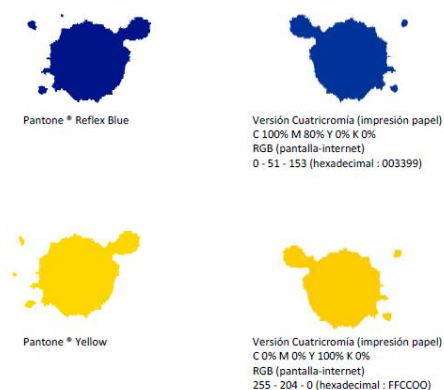 Pantone ® Reflex Blue
Versión Cuatricromía (impresión papel)
C 100% M 80% Y 0% K 0%
RGB (pantalla-internet)
0 - 51 - 153 (hexadecimal : 003399)
Pantone ® Yellow
Versión Cuatricromía (impresión papel)
C 0% M 0% Y 100% K 0%
RGB (pantalla-internet)
255 - 204 - 0 (hexadecimal : FFCCOO)